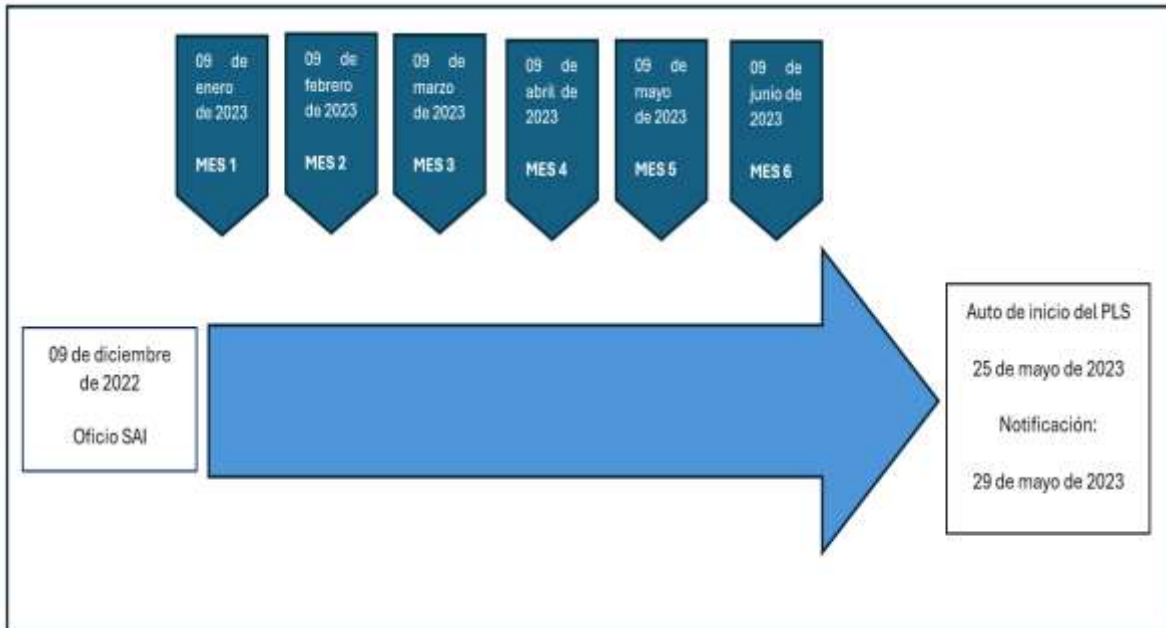 09 de
enero
de 2023
MES 1
09 de
febrero
de 2023
MES 2
09 de
marzo
de 2023
MES 3
09 de
abril de
2023
MES 4
09 de
mayo
de 2023
MES 5
09 de
junio de
2023
MES 6
09 de diciembre
de 2022
Oficio SAI
Auto de inicio del PLS
25 de mayo de 2023
Notificación:
29 de mayo de 2023